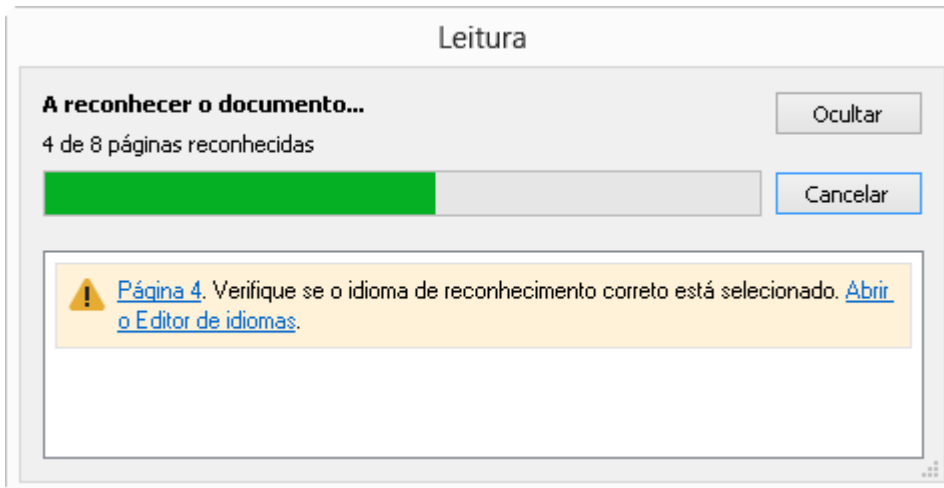 Leitura
A reconhecer o documento...
Ocultar
4 de 8 páginas reconhecidas
Cancelar
Página 4. Verifique se o idioma de reconhecimento correto está selecionado. Abrir
o Editor de idiomas.